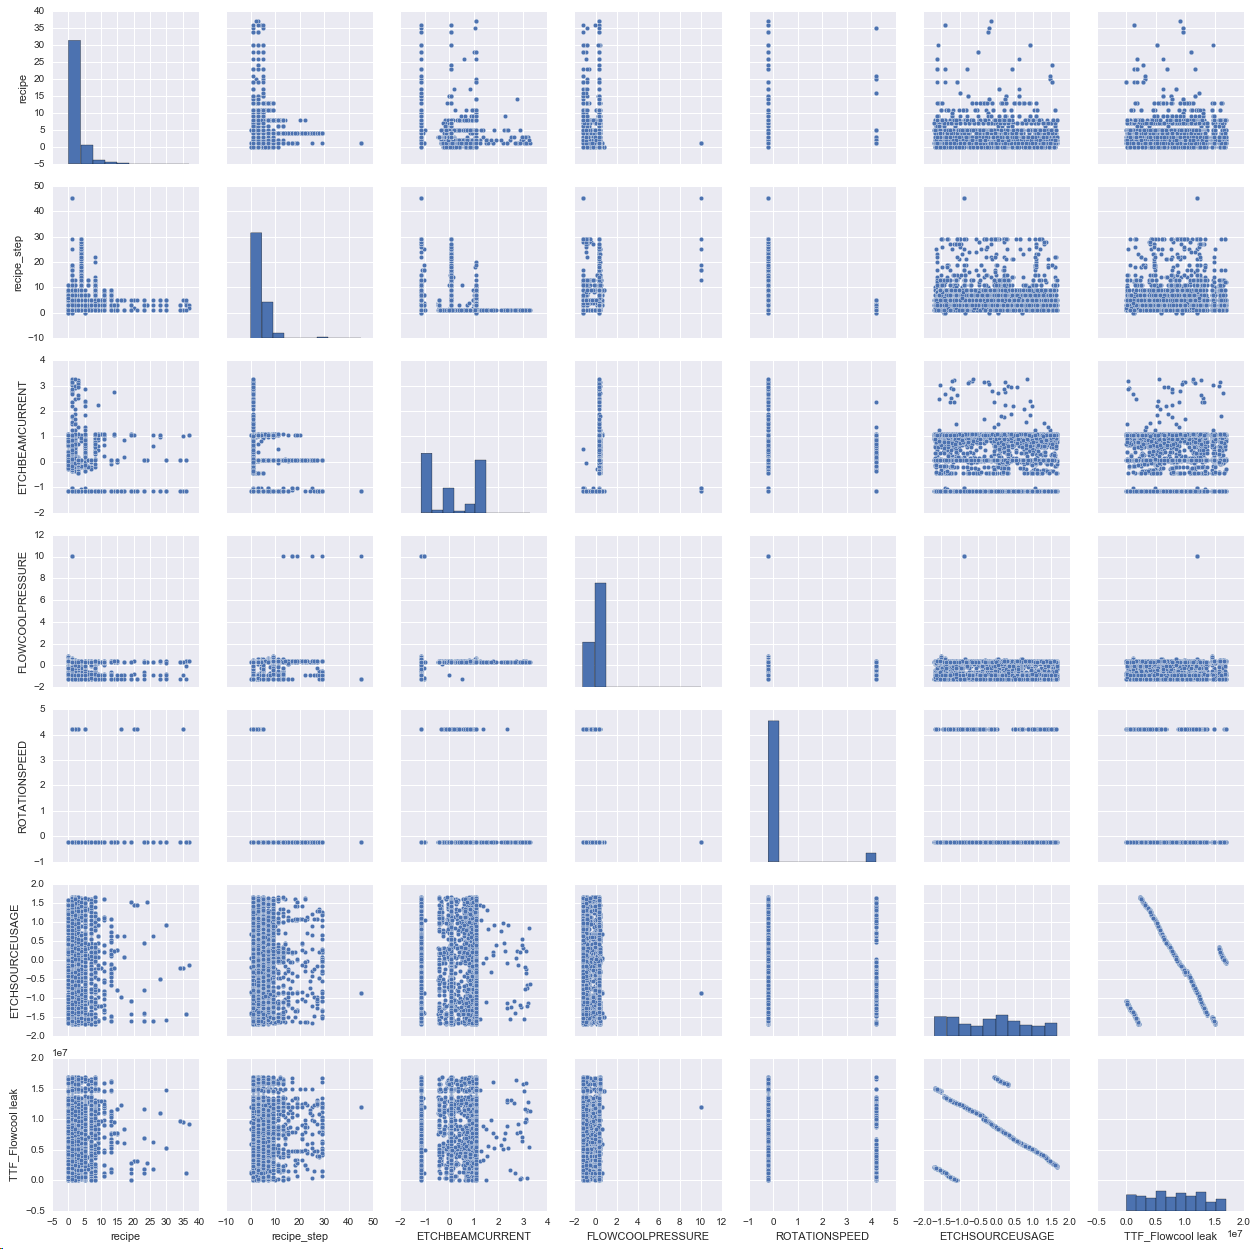 40
35
30
25
20
15
10
5
0
−5
recipe
50
40
30
20
10
0
−10
recipe_step
4
3
2
1
0
−1
−2
ETCHBEAMCURRENT
12
10
8
6
4
2
0
−2
FLOWCOOLPRESSURE
5
4
3
2
1
0
−1
ROTATIONSPEED
2.0
1.5
1.0
0.5
0.0
−0.5
−1.0
−1.5
−2.0
ETCHSOURCEUSAGE
1e7
2.0
1.5
1.0
0.5
0.0
−0.5
TTF_Flowcool leak
−5 0 5 10 15 20 25 30 35 40
recipe
−10 0 10 20 30 40 50
recipe_step
−2 −1 0 1 2 3 4
ETCHBEAMCURRENT
−2 0 2 4 6 8 10 12
FLOWCOOLPRESSURE
−1 0 1 2 3 4 5
ROTATIONSPEED
−2.0 −1.5 −1.0 −0.5 0.0 0.5 1.0 1.5 2.0
ETCHSOURCEUSAGE
−0.5 0.0 0.5 1.0 1.5 2.0
TTF_Flowcool leak 1e7